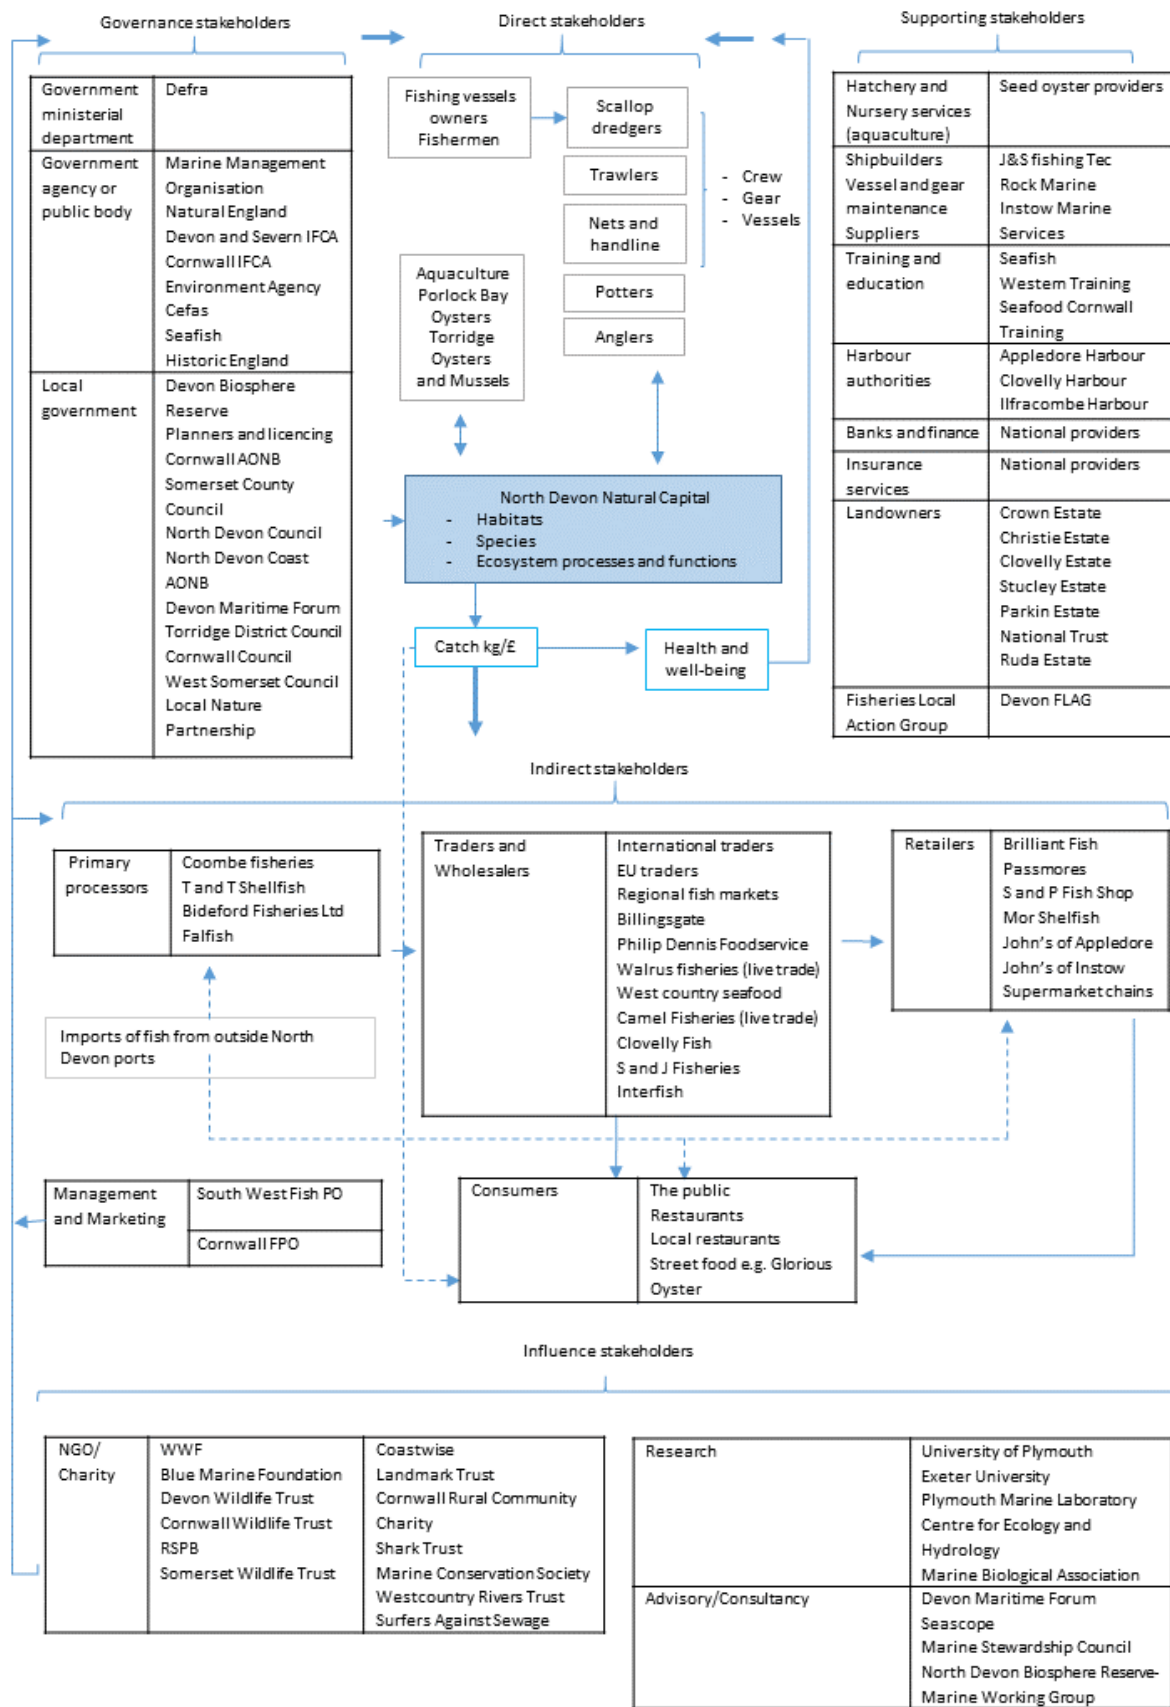 Governance stakeholders
Direct stakeholders
Supporting stakeholders
Government
ministerial
department
Defra
Government
agency or
public body
Marine Management
Organisation
Natural England
Devon and Severn IFCA
Cornwall IFCA
Environment Agency
Cefas
Seafish
Historic England
Local
government
Devon Biosphere
Reserve
Planners and licencing
Cornwall AONB
Somerset County
Council
North Devon Council
North Devon Coast
AONB
Devon Maritime Forum
Torridge District Council
Cornwall Council
West Somerset Council
Local Nature
Partnership
Fishing vessels
owners
Fishermen
Scallop
dredgers
Trawlers
Nets and
handline
Potters
Anglers
- Crew
- Gear
- Vessels
Aquaculture
Porlock Bay
Oysters
Torridge
Oysters
and Mussels
North Devon Natural Capital
- Habitats
- Species
- Ecosystem processes and functions
Catch kg/£
Health and
well-being
Hatchery and
Nursery services
(aquaculture)
Seed oyster providers
Shipbuilders
Vessel and gear
maintenance
Suppliers
J&S fishing Tec
Rock Marine
Instow Marine
Services
Training and
education
Seafish
Western Training
Seafood Cornwall
Training
Harbour
authorities
Appledore Harbour
Clovelly Harbour
Ilfracombe Harbour
Banks and finance
National providers
Insurance
services
National providers
Landowners
Crown Estate
Christie Estate
Clovelly Estate
Stucley Estate
Parkin Estate
National Trust
Ruda Estate
Fisheries Local
Action Group
Devon FLAG
Indirect stakeholders
Primary
processors
Coombe fisheries
T and T Shellfish
Bideford Fisheries Ltd
Falfish
Traders and
Wholesalers
International traders
EU traders
Regional fish markets
Billingsgate
Philip Dennis Foodservice
Walrus fisheries (live trade)
West country seafood
Camel Fisheries (live trade)
Clovelly Fish
S and J Fisheries
Interfish
Retailers
Brilliant Fish
Passmores
S and P Fish Shop
Mor Shelfish
John's of Appledore
John's of Instow
Supermarket chains
Imports of fish from outside North
Devon ports
Management
and Marketing
South West Fish PO
Cornwall FPO
Consumers
The public
Restaurants
Local restaurants
Street food e.g. Glorious
Oyster
Influence stakeholders
NGO/
Charity
WWF
Blue Marine Foundation
Devon Wildlife Trust
Cornwall Wildlife Trust
RSPB
Somerset Wildlife Trust
Coastwise
Landmark Trust
Cornwall Rural Community
Charity
Shark Trust
Marine Conservation Society
Westcountry Rivers Trust
Surfers Against Sewage
Research
University of Plymouth
Exeter University
Plymouth Marine Laboratory
Centre for Ecology and
Hydrology
Marine Biological Association
Advisory/Consultancy
Devon Maritime Forum
Seascope
Marine Stewardship Council
North Devon Biosphere Reserve-
Marine Working Group